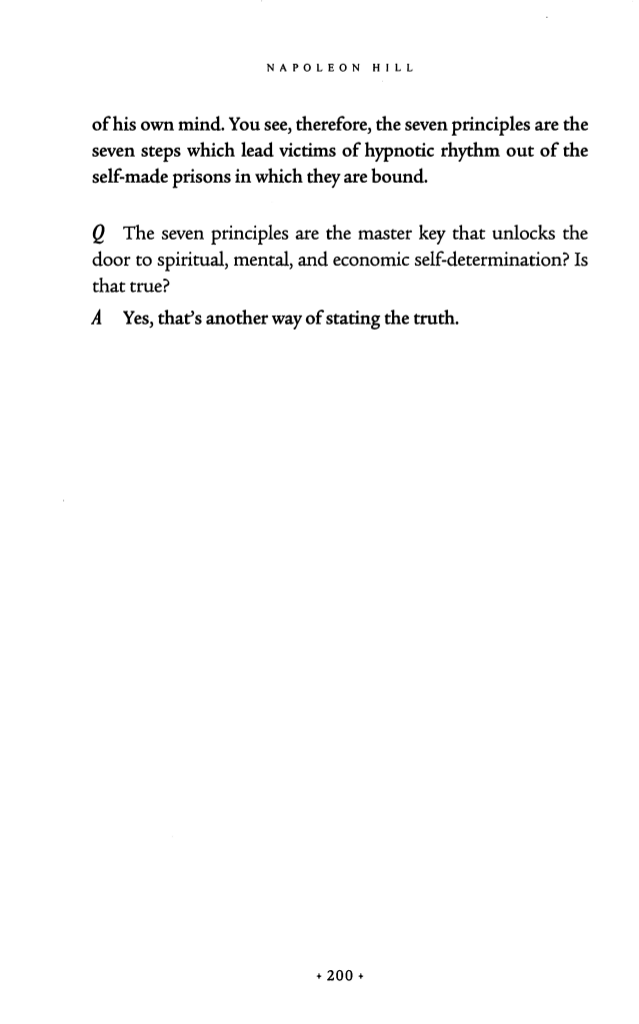 NAPOLEON HILL
of his own mind. You see, therefore, the seven principles are the
seven steps which lead victims of hypnotic rhythm out of the
self-made prisons in which they are bound.
Q The seven principles are the master key that unlocks the
door to spiritual, mental, and economic self-determination? Is
that true?
A Yes, that's another way of stating the truth.
+ 200 +